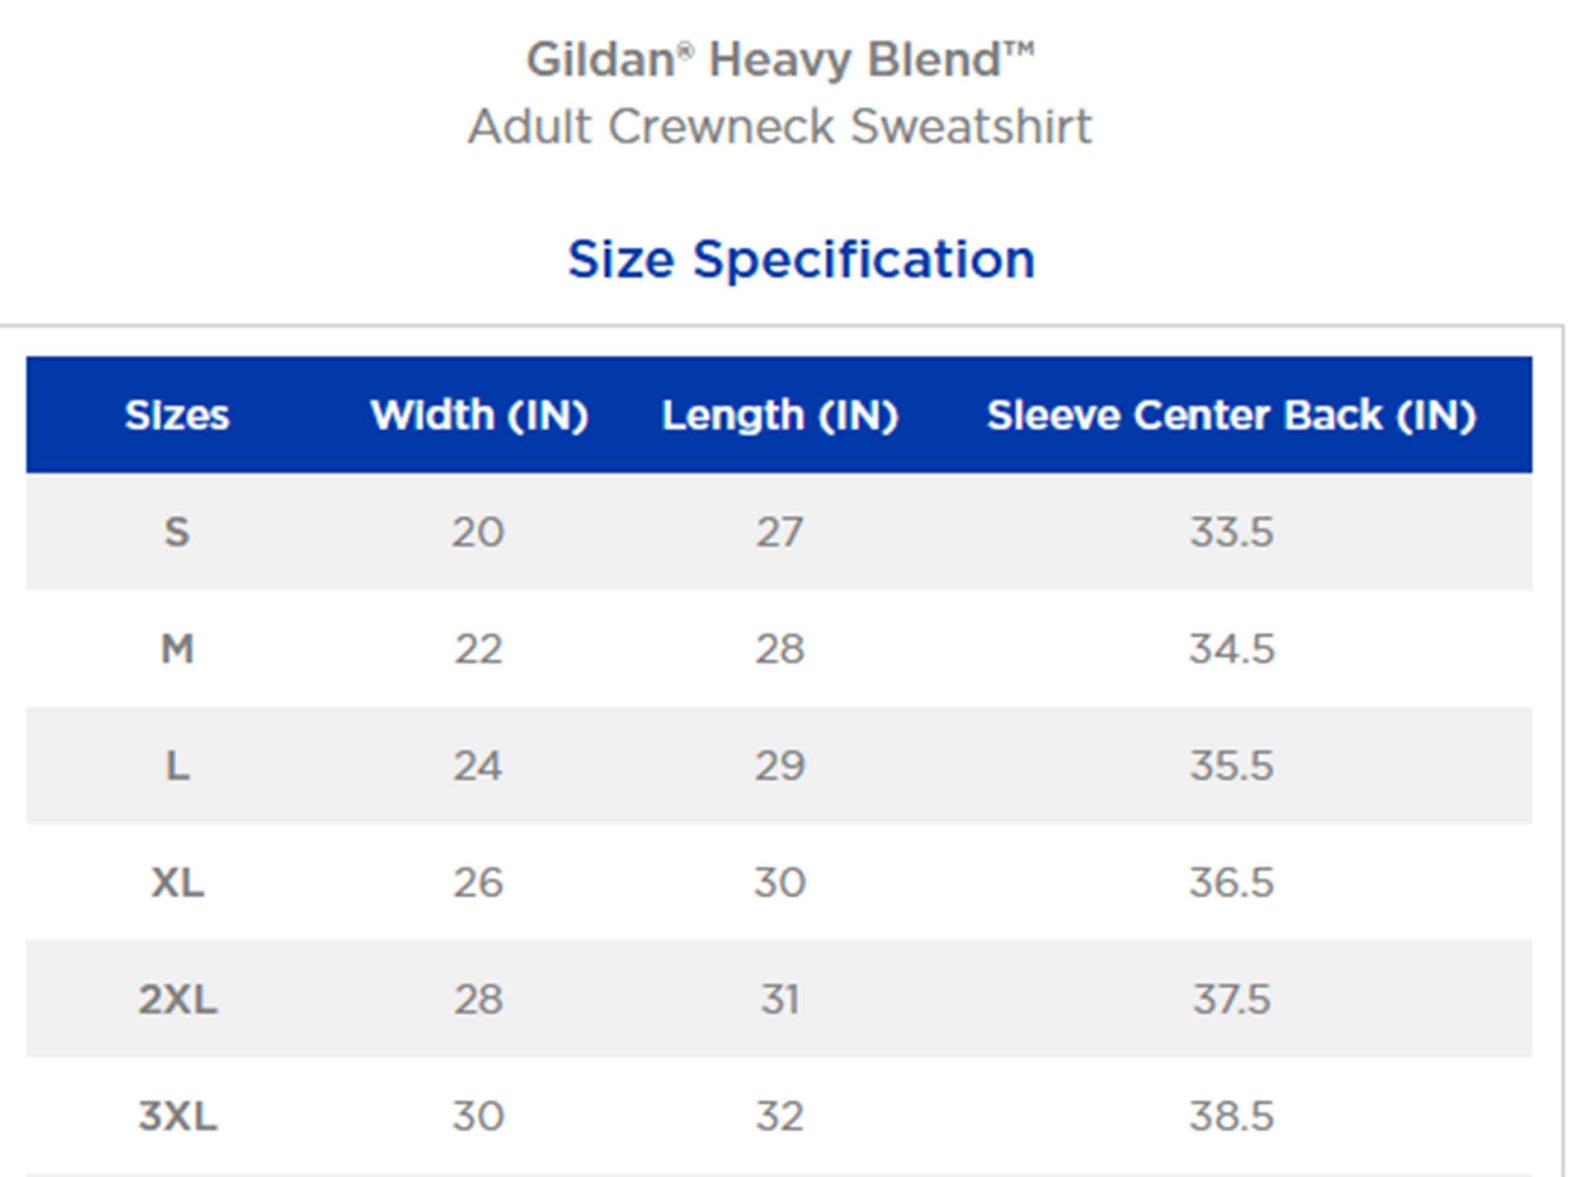 Gildan® Heavy Blend™
Adult Crewneck Sweatshirt
Size Specification
Sizes Width (IN) Length (IN) Sleeve Center Back (IN)
S 20 27 33.5
M 22 28 34.5
L 24 29 35.5
XL 26 30 36.5
2XL 28 31 37.5
3XL 30 32 38.5